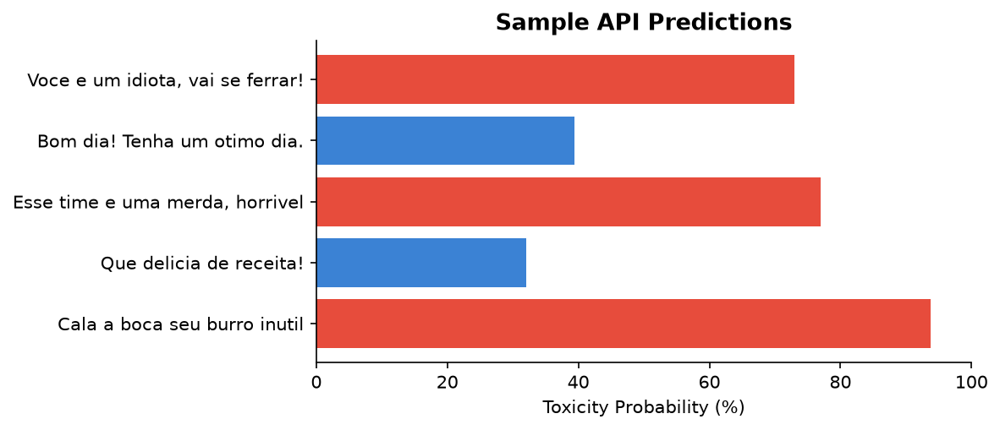 Sample API Predictions
Voce e um idiota, vai se ferrar!
Bom dia! Tenha um otimo dia.
Esse time e uma merda, horrivel
Que delicia de receita!
Cala a boca seu burro inutil
0 20 40 60 80 100
Toxicity Probability (%)